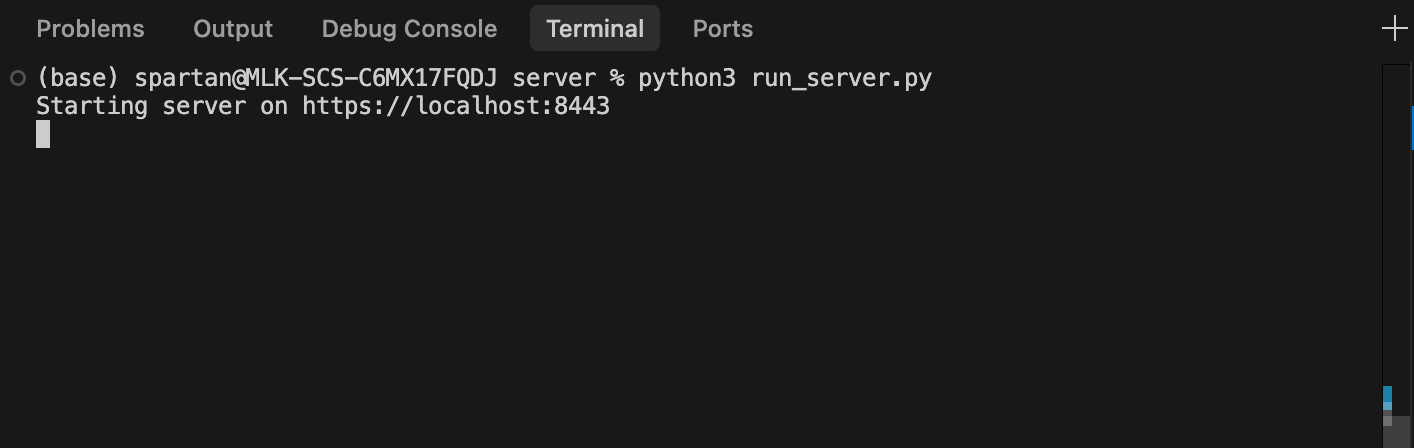 Problems Output Debug Console Terminal Ports
(base) spartan@MLK-SCS-C6MX17FQDJ server % python3 run_server.py
Starting server on https://localhost:8443